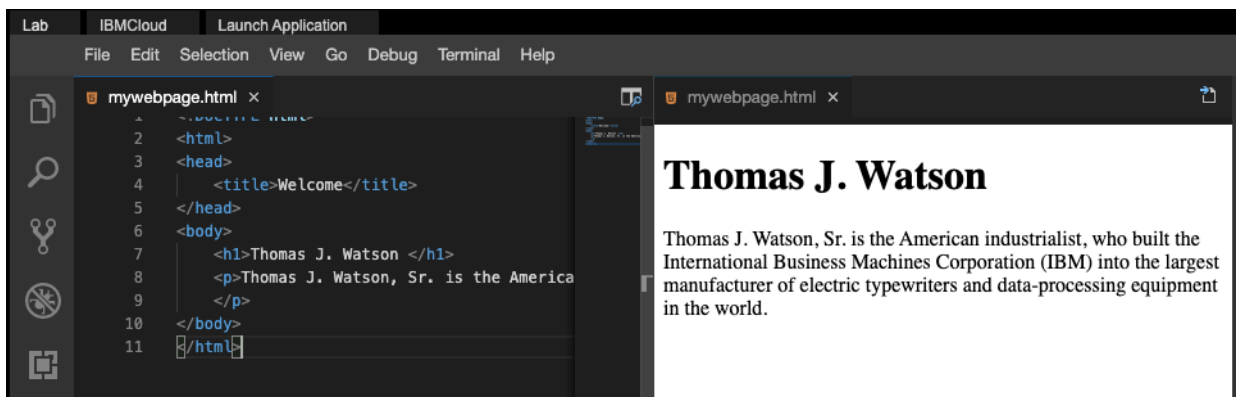 Lab IBMCloud Launch Application
File Edit Selection View Go Debug Terminal Help
mywebpage.html ×
1 <!DOCTYPE html>
2 <html>
3 <head>
4 <title>Welcome</title>
5 </head>
6 <body>
7 <h1>Thomas J. Watson </h1>
8 <p>Thomas J. Watson, Sr. is the America
9 </p>
10 </body>
11 </html>
mywebpage.html ×
Thomas J. Watson
Thomas J. Watson, Sr. is the American industrialist, who built the
International Business Machines Corporation (IBM) into the largest
manufacturer of electric typewriters and data-processing equipment
in the world.